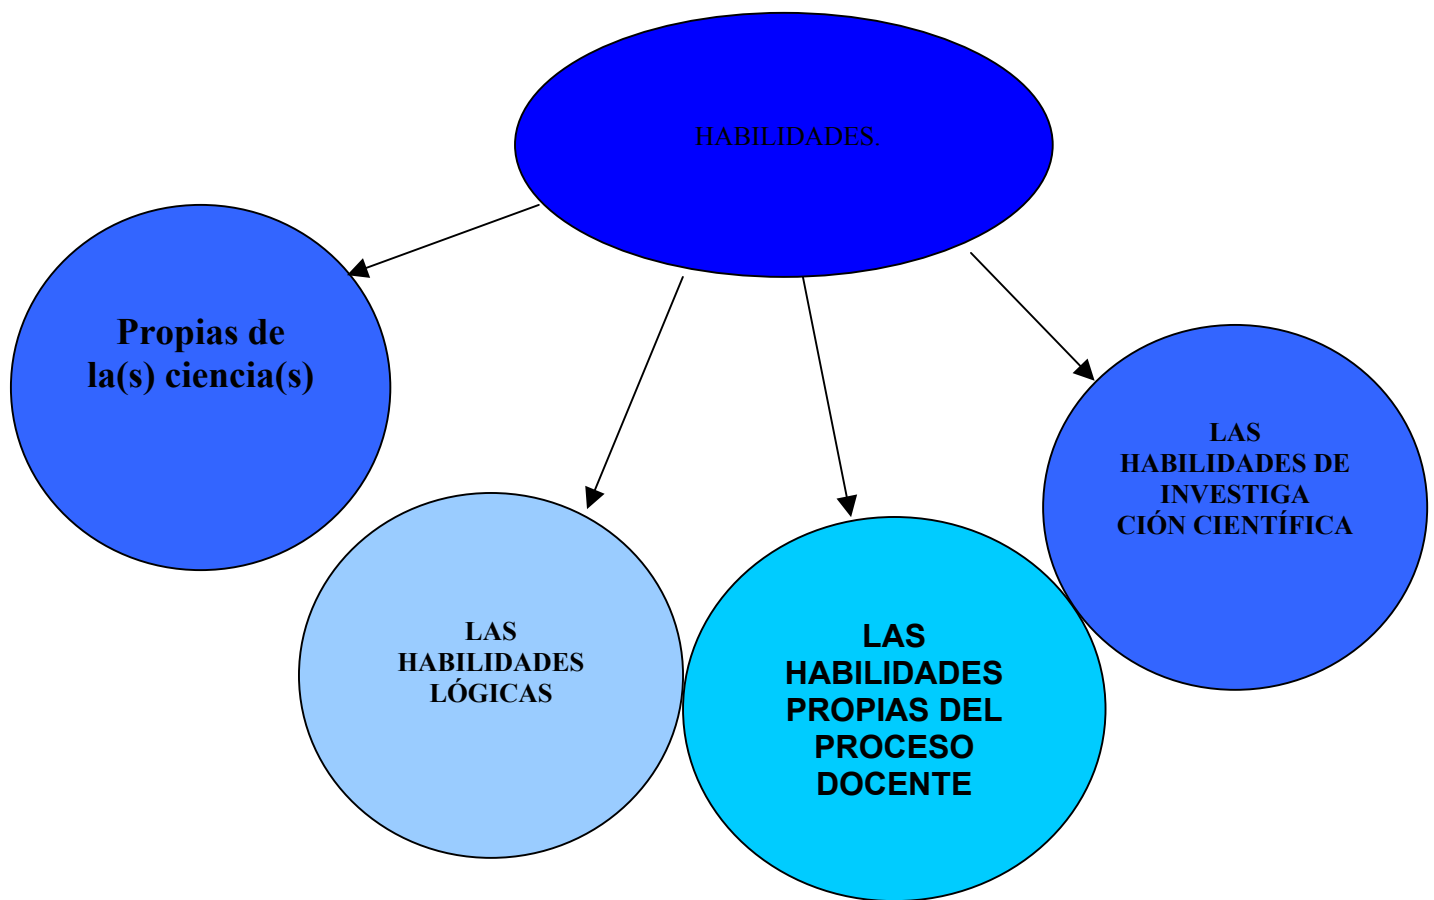 HABILIDADES.
Propias de
la(s) ciencia(s)
LAS
HABILIDADES
LÓGICAS
LAS
HABILIDADES
PROPIAS DEL
PROCESO
DOCENTE
LAS
HABILIDADES DE
INVESTIGA
CIÓN CIENTÍFICA